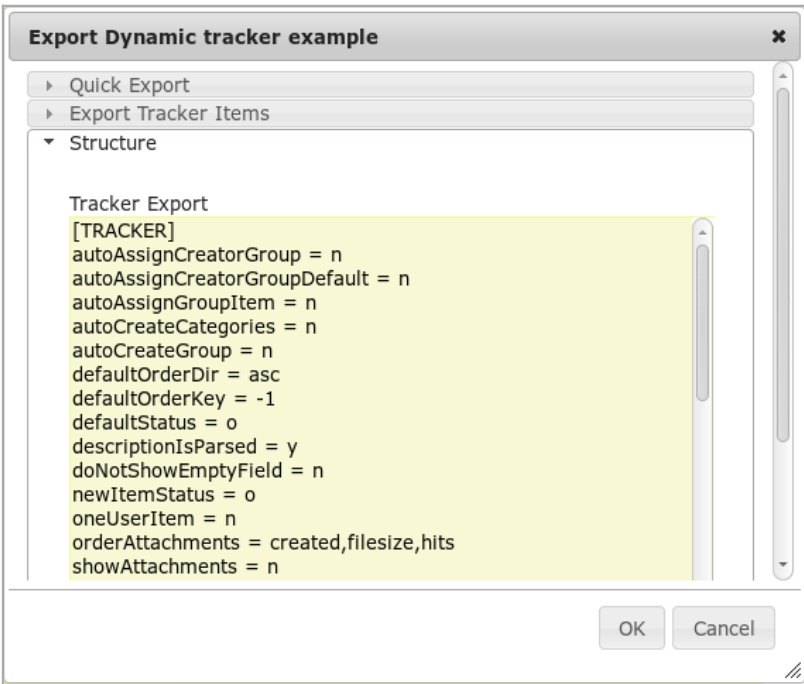 Export Dynamic tracker example
Quick Export
Export Tracker Items
Structure
Tracker Export
[TRACKER]
autoAssignCreatorGroup = n
autoAssignCreatorGroupDefault = n
autoAssignGroupItem = n
autoCreateCategories = n
autoCreateGroup = n
defaultOrderDir = asc
defaultOrderKey = -1
defaultStatus = o
descriptionIsParsed = y
doNotShowEmptyField = n
newItemStatus = o
oneUserItem = n
orderAttachments = created,filesize,hits
showAttachments = n
OK Cancel